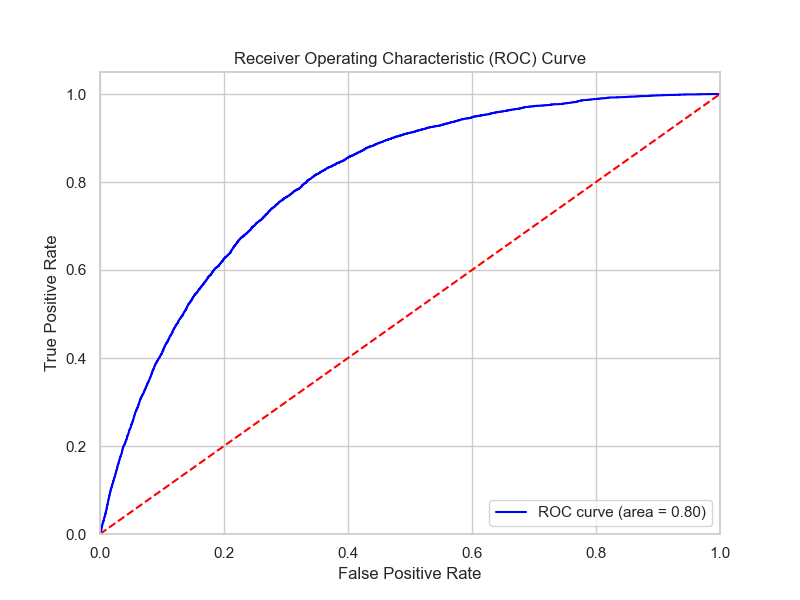 Receiver Operating Characteristic (ROC) Curve
1.0
0.8
0.6
0.4
0.2
0.0
True Positive Rate
ROC curve (area = 0.80)
0.0 0.2 0.4 0.6 0.8 1.0
False Positive Rate